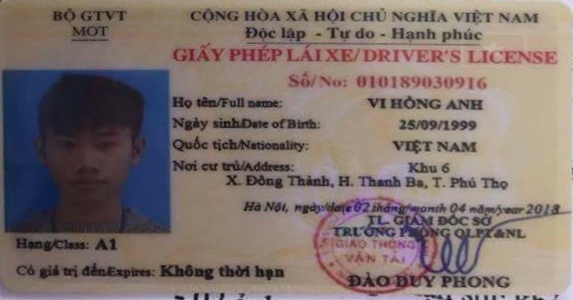 BỘ GTVT
MOT
CỘNG HÒA XÃ HỘI CHỦ NGHĨA VIỆT NAM
Độc lập - Tự do - Hạnh phúc
GIẤY PHÉP LÁI XE/DRIVER'S LICENSE
Số/No: 010189030916
Họ tên/Full name: VI HỒNG ANH
Ngày sinh/Date of Birth: 25/09/1999
Quốc tịch/Nationality: VIỆT NAM
Nơi cư trú/Address: Khu 6
X. Đông Thành, H. Thanh Ba, T. Phú Thọ
Hà Nội, ngày/date 02 tháng/month 04 năm/year 2018
TL. GIÁM ĐỐC SỞ
TRƯỞNG PHÒNG QLPT&NL
GIAO THÔNG
VẬN TẢI
ĐÀO DUY PHONG
Hạng/Class: A1
Có giá trị đến/Expires: Không thời hạn